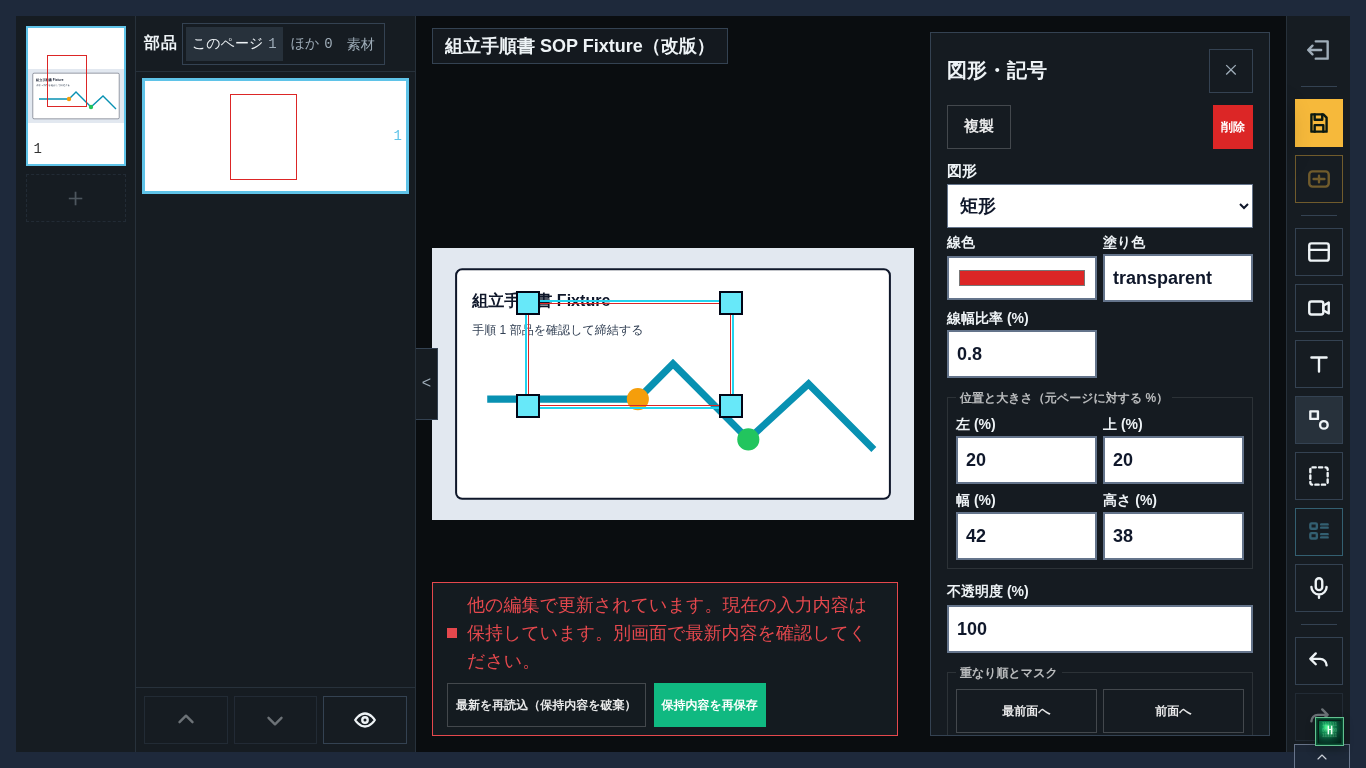 組立手順書 Fixture
1
部品
このページ 1 ほか 0 素材
1
組立手順書 SOP Fixture（改版）
<
手順 1 部品を確認して締結する
他の編集で更新されています。現在の入力内容は
保持しています。別画面で最新内容を確認してく
ださい。
最新を再読込（保持内容を破棄） 保持内容を再保存
図形・記号
複製 削除
図形
矩形
線色 塗り色
transparent
線幅比率 (%)
0.8
位置と大きさ（元ページに対する %）
左 (%) 上 (%)
20 20
幅 (%) 高さ (%)
42 38
不透明度 (%)
100
重なり順とマスク
最前面へ 前面へ
H